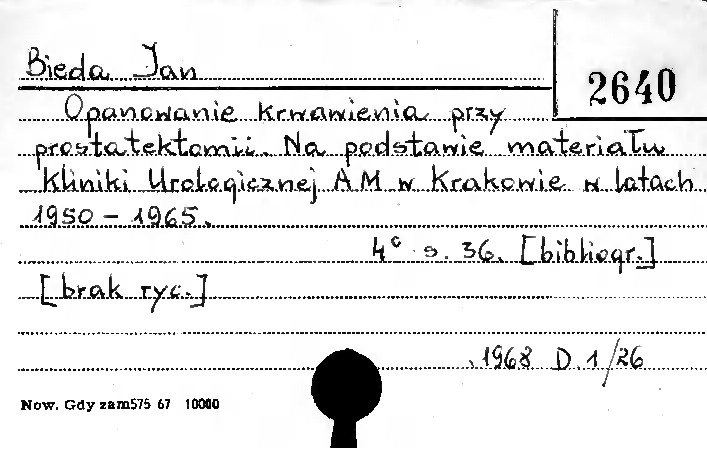 Bieda Jan
2640
Opanowanie krwawienia przy
prostatektomii. Na podstawie materiału
Kliniki Urologicznej AM w Krakowie w latach
1950 - 1965.
4° s. 36. [bibliogr.]
[brak ryc.]
1968 D. 1/26
Now. Gdy zam575 67 10000